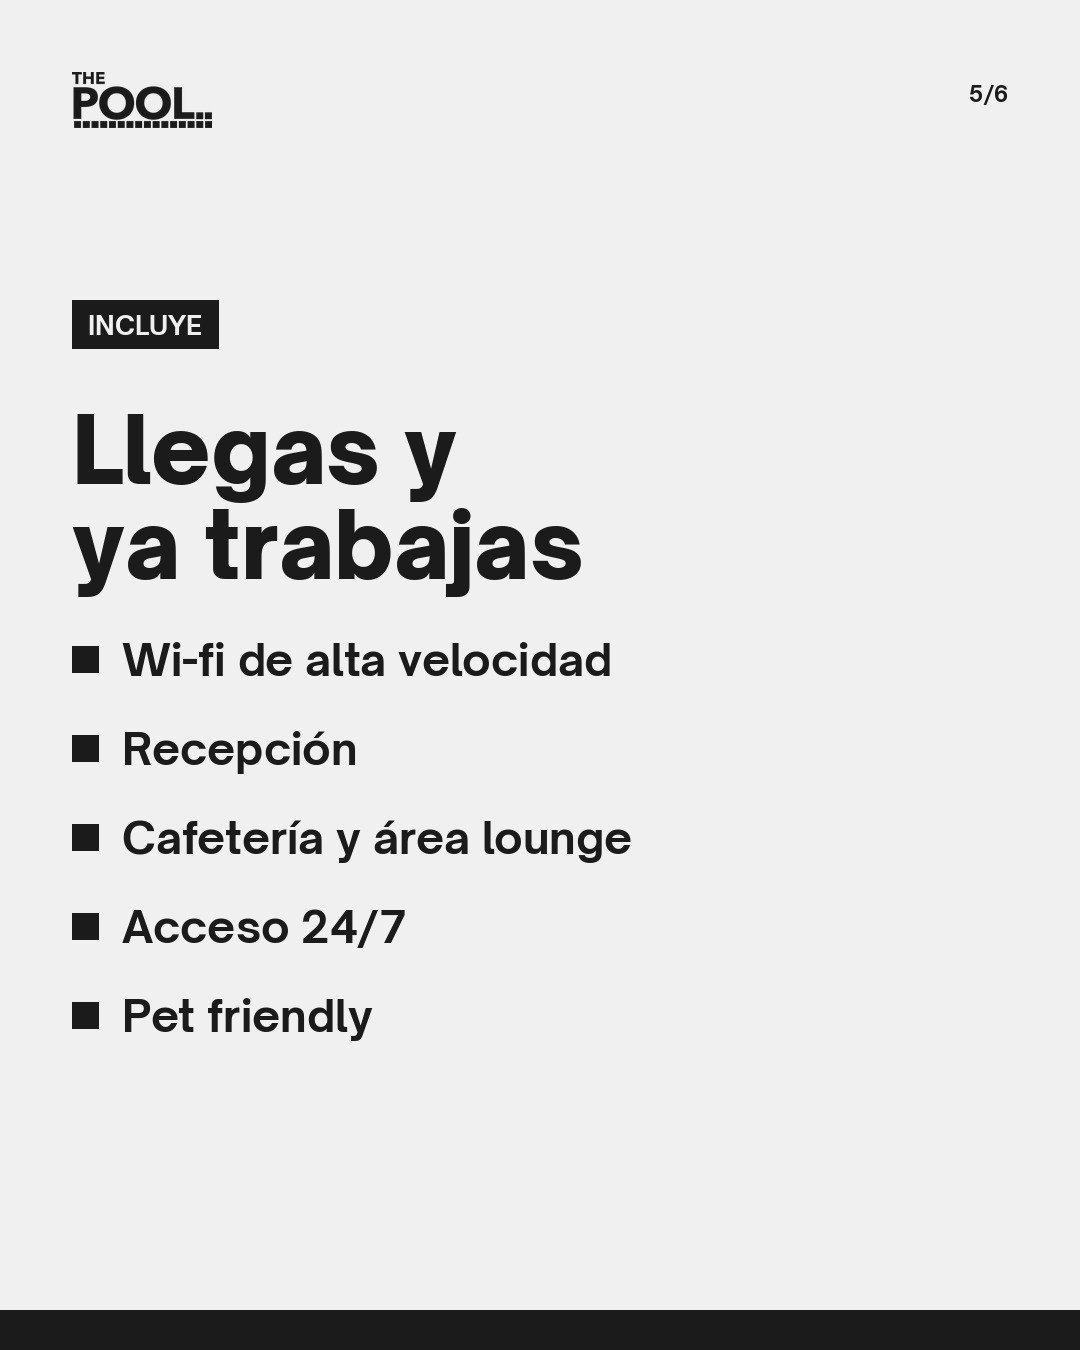 THE
POOL..
5/6
INCLUYE
Llegas y
ya trabajas
Wi-fi de alta velocidad
Recepción
Cafetería y área lounge
Acceso 24/7
Pet friendly